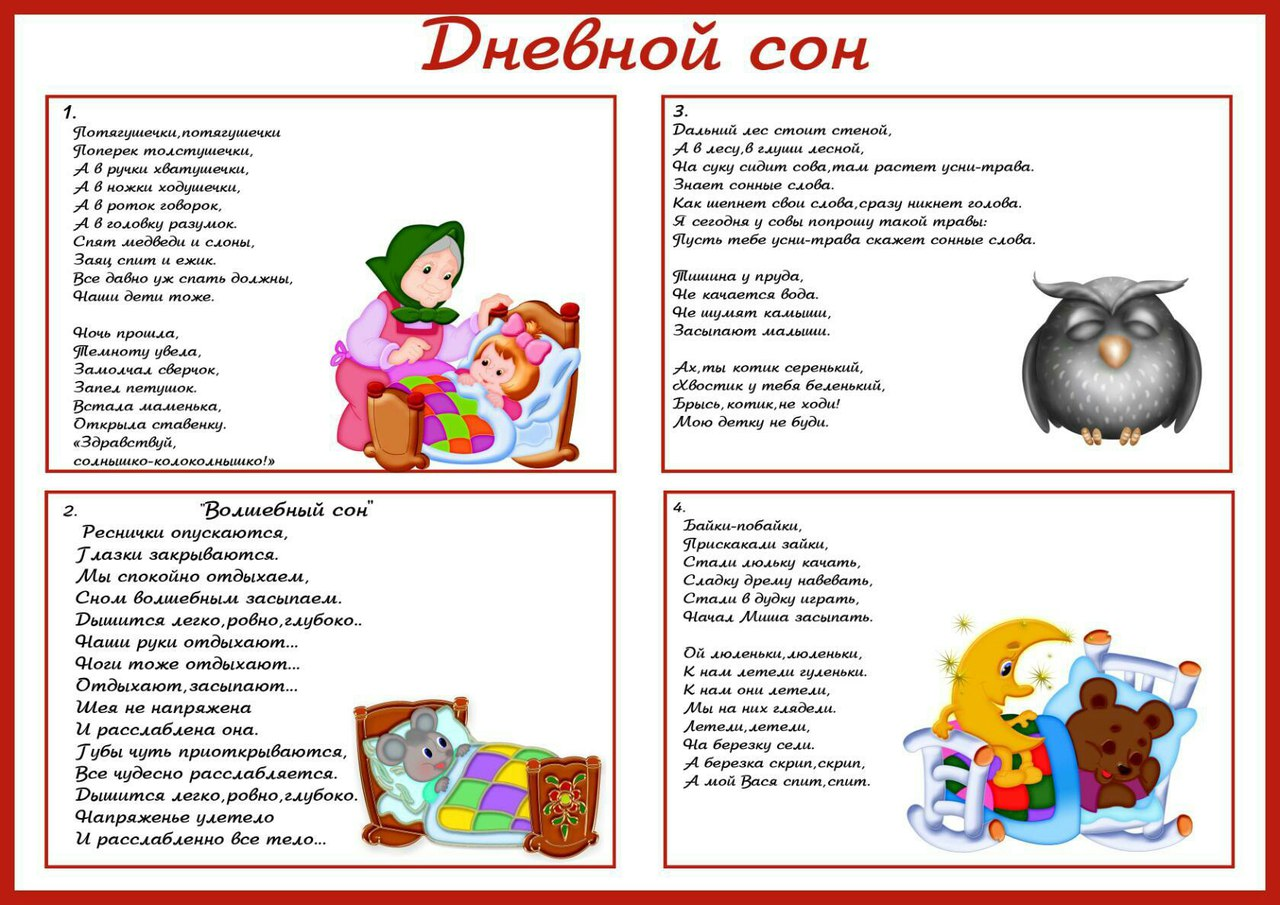 Дневной сон
1.
Потягушечки,потягушечки
Поперек толстушечки,
А в ручки хватушечки,
А в ножки ходушечки,
А в роток говорок,
А в головку разумок.
Спят медведи и слоны,
Заяц спит и ежик.
Все давно уж спать должны,
Наши дети тоже.
Ночь прошла,
Темноту увела,
Замолчал сверчок,
Запел петушок.
Встала маменька,
Открыла ставенку.
«Здравствуй,
солнышко-колоколнышко!»
2.
"Волшебный сон"
Реснички опускаются,
Глазки закрываются.
Мы спокойно отдыхаем,
Сном волшебным засыпаем.
Дышится легко,ровно,глубоко..
Наши руки отдыхают...
Ноги тоже отдыхают...
Отдыхают,засыпают...
Шея не напряжена
И расслаблена она.
Губы чуть приоткрываются,
Все чудесно расслабляется.
Дышится легко,ровно,глубоко.
Напряженье улетело
И расслабленно все тело...
3.
Дальний лес стоит стеной,
А в лесу,в глуши лесной,
На суку сидит сова,там растет усни-трава.
Знает сонные слова.
Как шепнет свои слова,сразу никнет голова.
Я сегодня у совы попрошу такой травы:
Пусть тебе усни-трава скажет сонные слова.
Тишина у пруда,
Не качается вода.
Не шумят камыши,
Засыпают малыши.
Ах,ты котик серенький,
Хвостик у тебя беленький,
Брысь,котик,не ходи!
Мою детку не буди.
4.
Байки-побайки,
Прискакали зайки,
Стали люльку качать,
Сладку дрему навевать,
Стали в дудку играть,
Начал Миша засыпать.
Ой люленьки,люленьки,
К нам летели гуленьки.
К нам они летели,
Мы на них глядели.
Летели,летели,
На березку сели.
А березка скрип,скрип,
А мой Вася спит,спит.